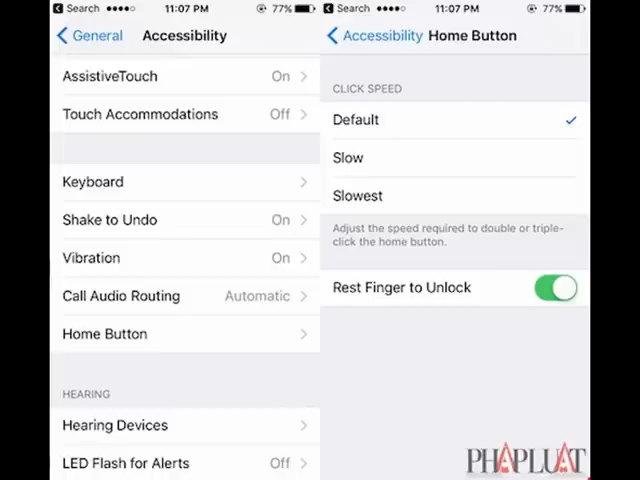 Search 11:07 PM 77%
General Accessibility
AssistiveTouch On
Touch Accommodations Off
Keyboard
Shake to Undo On
Vibration On
Call Audio Routing Automatic
Home Button
HEARING
Hearing Devices
LED Flash for Alerts Off
Search 11:07 PM 77%
Accessibility Home Button
CLICK SPEED
Default
Slow
Slowest
Adjust the speed required to double or triple-
click the home button.
Rest Finger to Unlock
PHAPLUAT